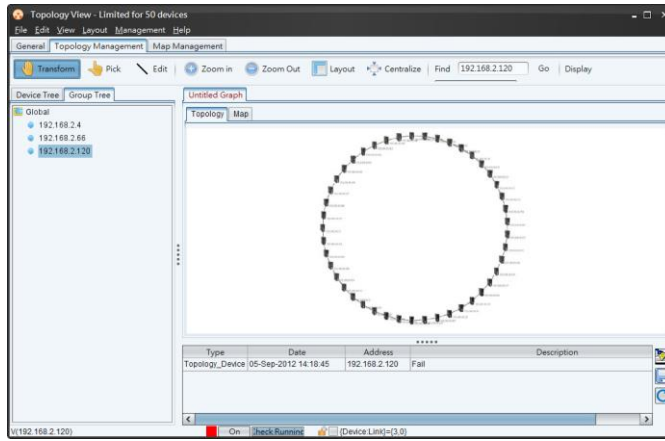 Topology View - Limited for 50 devices
File Edit View Layout Management Help
General Topology Management Map Management
Transform Pick Edit Zoom in Zoom Out Layout Centralize Find 192.168.2.120 Go Display
Device Tree Group Tree Untitled Graph
Global Topology Map
192.168.2.4
192.168.2.66
192.168.2.120
Type Date Address Description
Topology_Device 05-Sep-2012 14:18:45 192.168.2.120 Fail
V(192.168.2.120) On Check Running {Device:Link}={3,0}